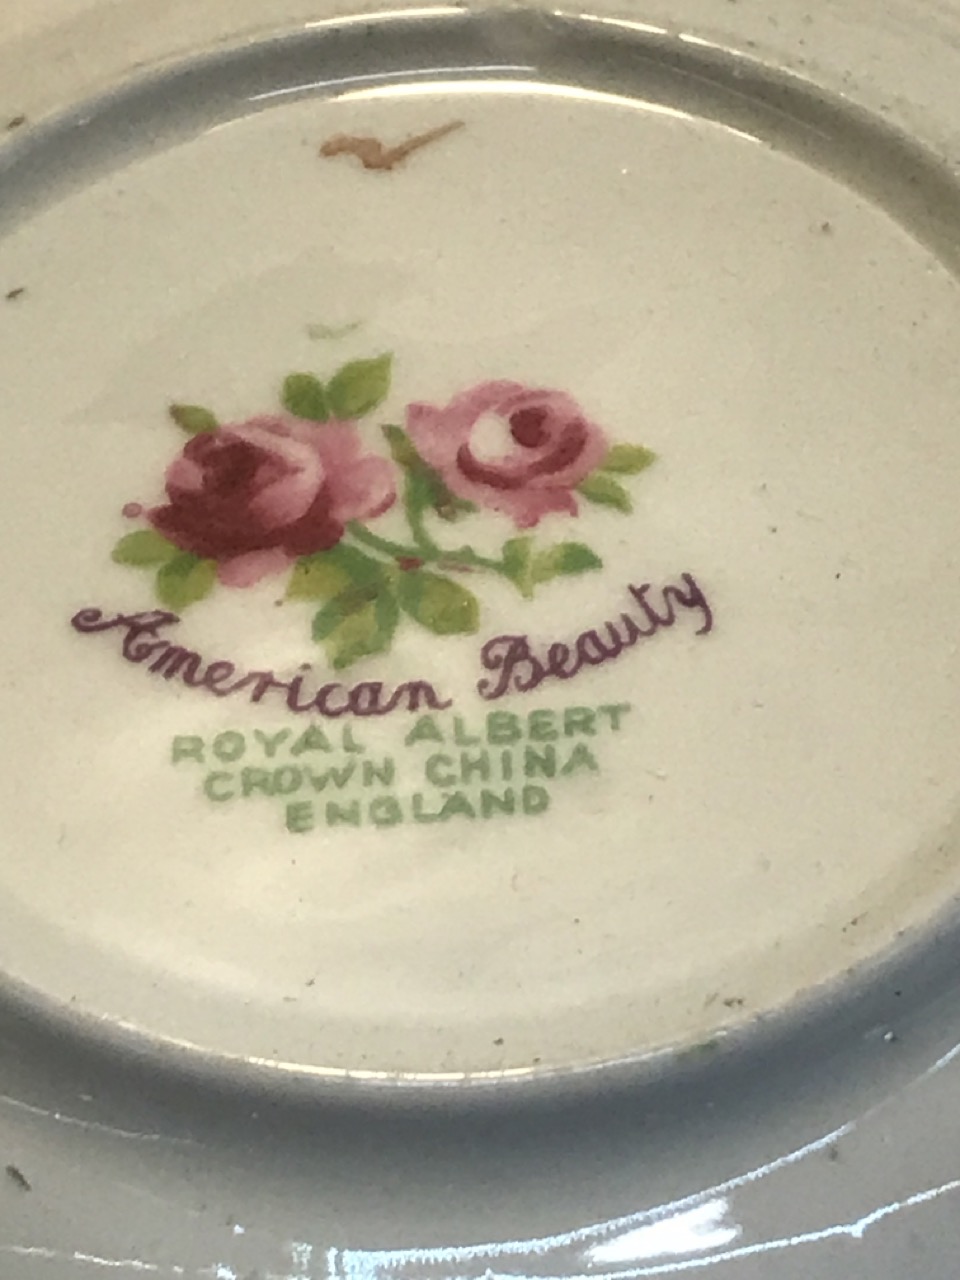 American Beauty
ROYAL ALBERT
CROWN CHINA
ENGLAND